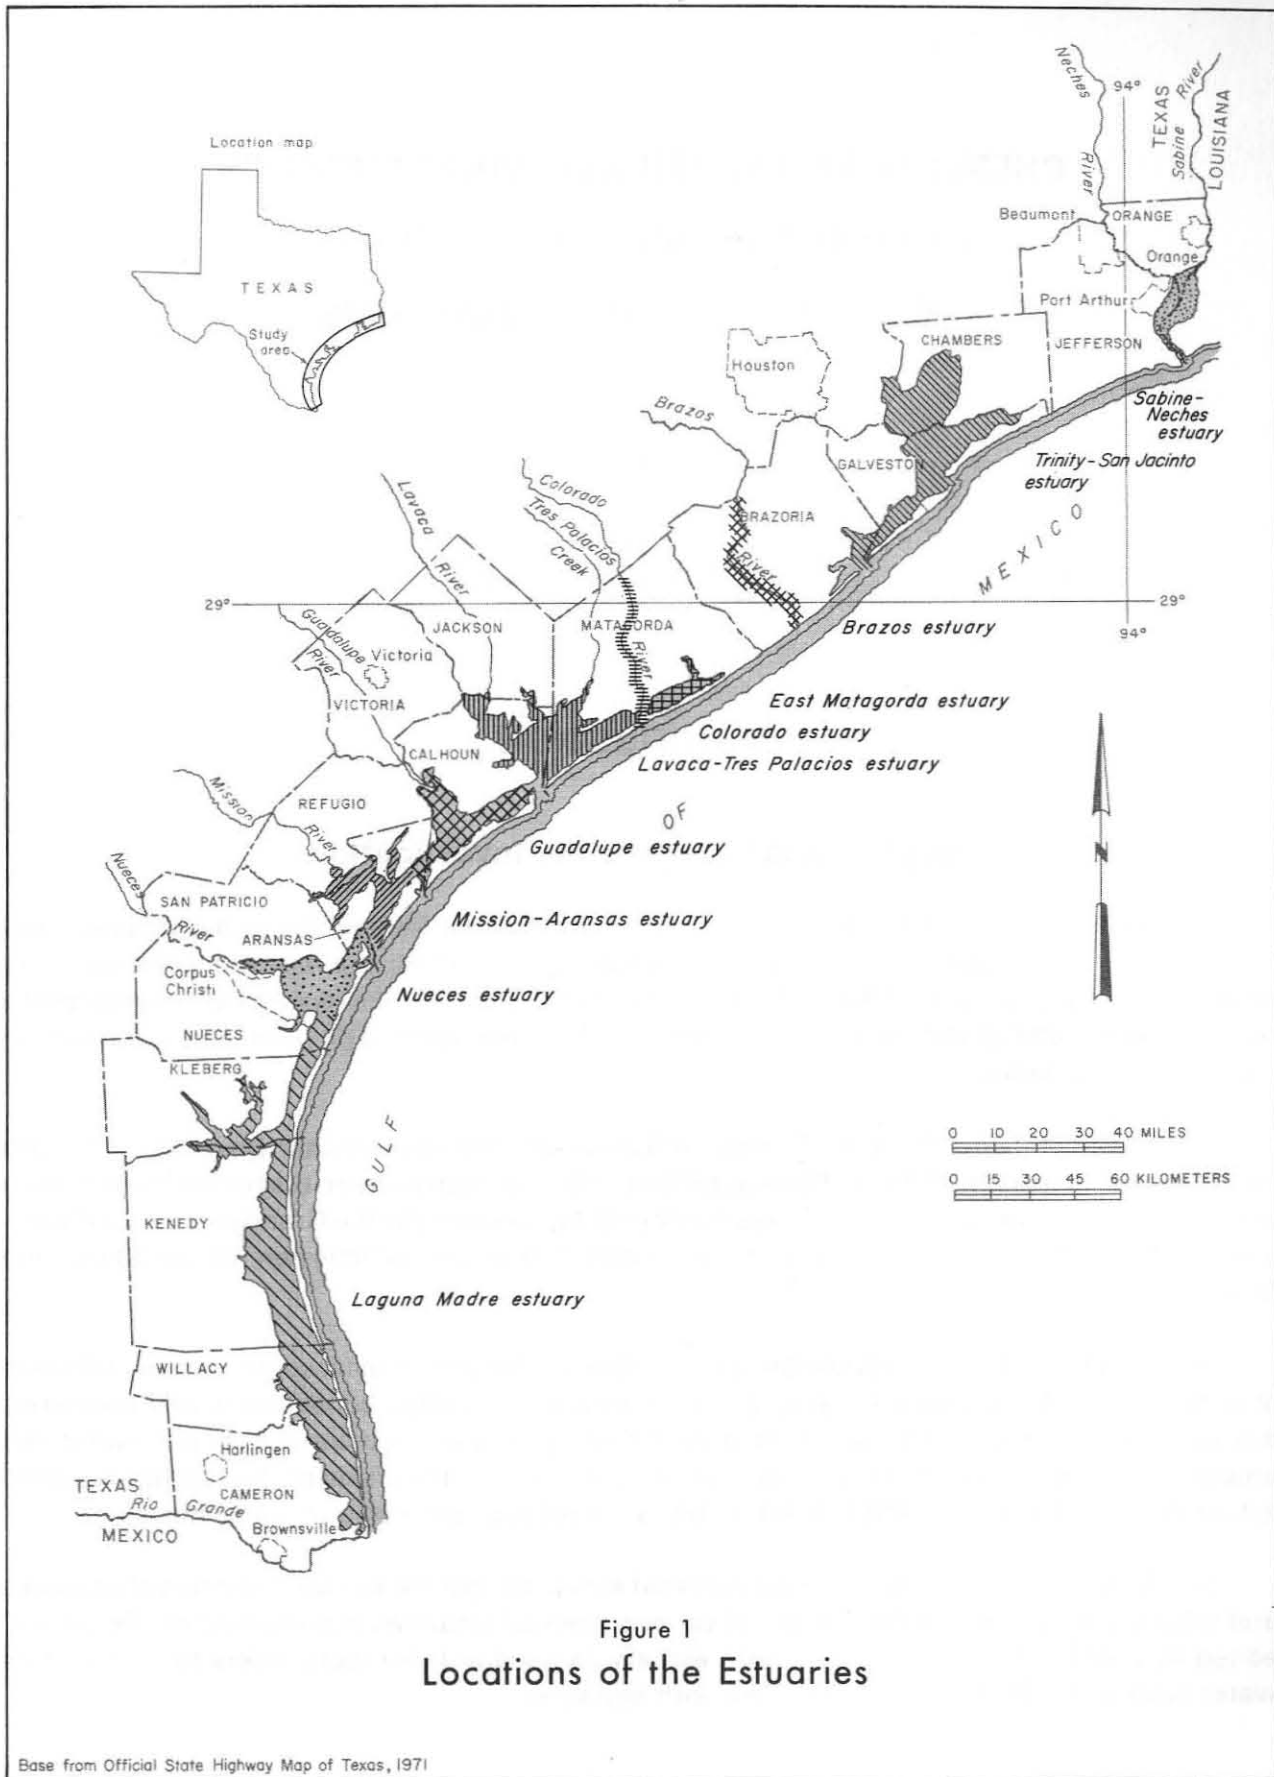 Location map
TEXAS
Study
area
Neches
River
94°
TEXAS
Sabine
River
LOUISIANA
Beaumont
ORANGE
Orange
Port Arthur
JEFFERSON
CHAMBERS
Houston
Brazos
River
GALVESTON
BRAZORIA
Sabine-
Neches
estuary
Trinity-San Jacinto
estuary
Colorado
River
Tres Palacios
Creek
Lavaca
River
29°
29°
94°
MATAGORDA
JACKSON
Guadalupe
River
Victoria
VICTORIA
CALHOUN
Brazos estuary
East Matagorda estuary
Colorado estuary
Lavaca-Tres Palacios estuary
Guadalupe estuary
Mission-Aransas estuary
Nueces estuary
Laguna Madre estuary
GULF
OF
MEXICO
N
Mission
River
REFUGIO
Nueces
River
SAN PATRICIO
ARANSAS
Corpus
Christi
NUECES
KLEBERG
KENEDY
WILLACY
Harlingen
CAMERON
TEXAS
Rio Grande
MEXICO
Brownsville
0 10 20 30 40 MILES
0 15 30 45 60 KILOMETERS
Figure 1
Locations of the Estuaries
Base from Official State Highway Map of Texas, 1971